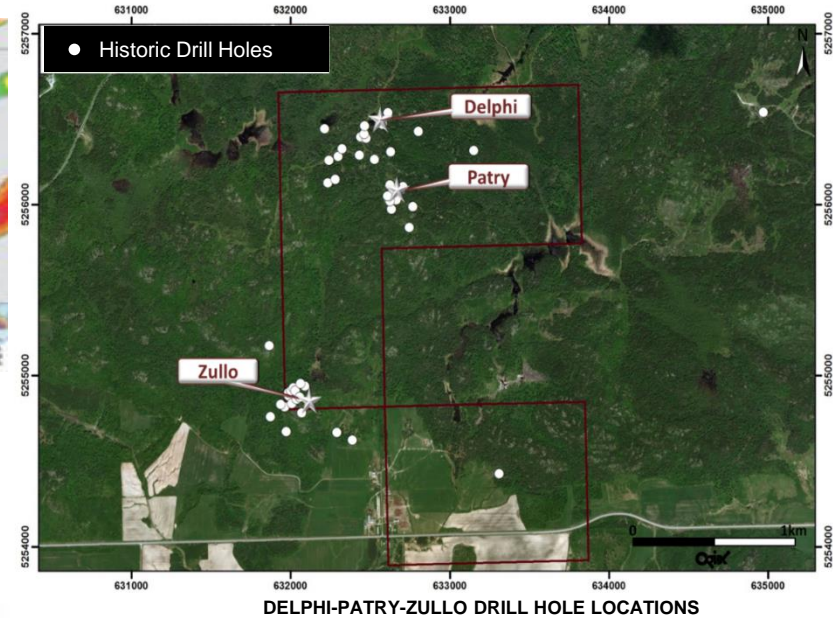 631000 632000 633000 634000 635000
5257000 5257000
Historic Drill Holes
N
Delphi
Patry
5256000 5256000
Zullo
5255000 5255000
0 1km
Orix
5254000 5254000
631000 632000 633000 634000 635000
DELPHI-PATRY-ZULLO DRILL HOLE LOCATIONS